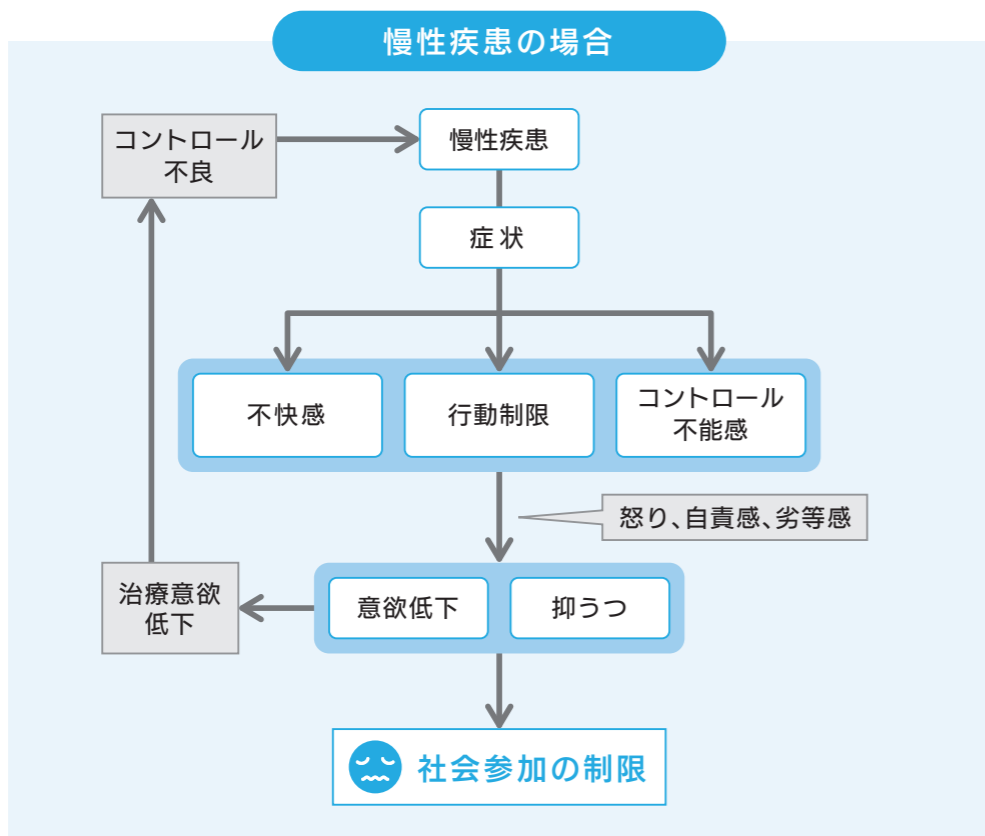 慢性疾患の場合
コントロール
不良
慢性疾患
症状
不快感
行動制限
コントロール
不能感
怒り、自責感、劣等感
治療意欲
低下
意欲低下
抑うつ
社会参加の制限